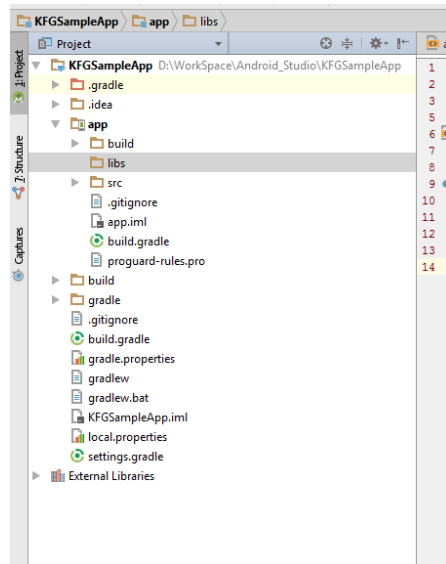 KFGSampleApp app libs
Project
KFGSampleApp D:\WorkSpace\Android_Studio\KFGSampleApp
.gradle
.idea
app
build
libs
src
.gitignore
app.iml
build.gradle
proguard-rules.pro
build
gradle
.gitignore
build.gradle
gradle.properties
gradlew
gradlew.bat
KFGSampleApp.iml
local.properties
settings.gradle
External Libraries
1: Project
7: Structure
Captures
a
1
2
3
5
6
7
8
9
10
11
12
13
14